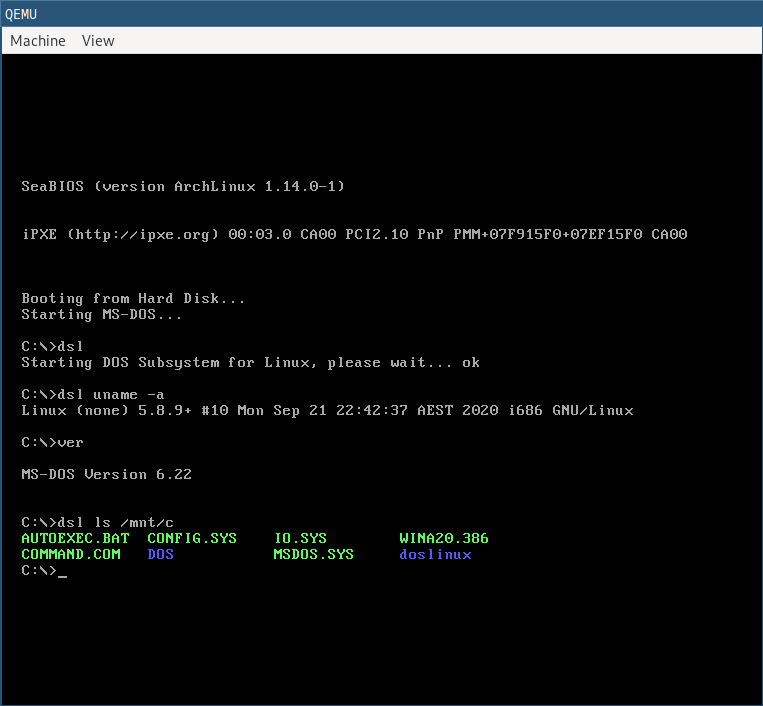 QEMU
Machine View
SeaBIOS (version ArchLinux 1.14.0-1)
iPXE (http://ipxe.org) 00:03.0 CA00 PCI2.10 PnP PMM+07F915F0+07EF15F0 CA00
Booting from Hard Disk...
Starting MS-DOS...
C:\>dsl
Starting DOS Subsystem for Linux, please wait... ok
C:\>dsl uname -a
Linux (none) 5.8.9+ #10 Mon Sep 21 22:42:37 AEST 2020 i686 GNU/Linux
C:\>ver
MS-DOS Version 6.22
C:\>dsl ls /mnt/c
AUTOEXEC.BAT CONFIG.SYS IO.SYS WINA20.386
COMMAND.COM DOS MSDOS.SYS doslinux
C:\>_